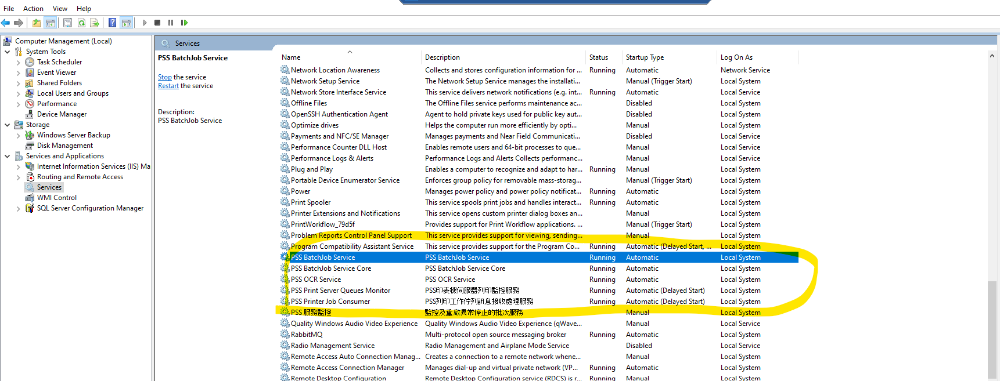 File Action View Help
Computer Management (Local)
System Tools
Task Scheduler
Event Viewer
Shared Folders
Local Users and Groups
Performance
Device Manager
Storage
Windows Server Backup
Disk Management
Services and Applications
Internet Information Services (IIS) Ma
Routing and Remote Access
Services
WMI Control
SQL Server Configuration Manager
Services
PSS BatchJob Service
Stop the service
Restart the service
Description:
PSS BatchJob Service
Name Description Status Startup Type Log On As
Network Location Awareness Collects and stores configuration information for ... Running Automatic Network Service
Network Setup Service The Network Setup Service manages the installati... Manual (Trigger Start) Local System
Network Store Interface Service This service delivers network notifications (e.g. int... Running Automatic Local Service
Offline Files The Offline Files service performs maintenance ac... Disabled Local System
OpenSSH Authentication Agent Agent to hold private keys used for public key aut... Disabled Local System
Optimize drives Helps the computer run more efficiently by opti... Manual Local System
Payments and NFC/SE Manager Manages payments and Near Field Communicati... Disabled Local Service
Performance Counter DLL Host Enables remote users and 64-bit processes to que... Manual Local Service
Performance Logs & Alerts Performance Logs and Alerts Collects performanc... Manual Local Service
Plug and Play Enables a computer to recognize and adapt to har... Running Manual Local System
Portable Device Enumerator Service Enforces group policy for removable mass-storag... Manual (Trigger Start) Local System
Power Manages power policy and power policy notificat... Running Automatic Local System
Print Spooler This service spools print jobs and handles interact... Running Automatic Local System
Printer Extensions and Notifications This service opens custom printer dialog boxes an... Manual Local System
PrintWorkflow_79d5f Provides support for Print Workflow applications. ... Manual (Trigger Start) Local System
Problem Reports Control Panel Support This service provides support for viewing, sending... Manual Local System
Program Compatibility Assistant Service This service provides support for the Program Co... Running Automatic (Delayed Start, ... Local System
PSS BatchJob Service PSS BatchJob Service Running Automatic Local System
PSS BatchJob Service Core PSS BatchJob Service Core Running Automatic Local System
PSS OCR Service PSS OCR Service Running Automatic Local System
PSS Print Server Queues Monitor PSS印表機伺服器列印監控服務 Running Automatic (Delayed Start) Local System
PSS Printer Job Consumer PSS列印工作佇列訊息接收處理服務 Running Automatic (Delayed Start) Local System
PSS 服務監控 監控及重啟異常停止的批次服務 Manual Local System
Quality Windows Audio Video Experience Quality Windows Audio Video Experience (qWave... Manual Local Service
RabbitMQ Multi-protocol open source messaging broker Running Automatic Local System
Radio Management Service Radio Management and Airplane Mode Service Disabled Local Service
Remote Access Auto Connection Manag... Creates a connection to a remote network whene... Manual Local System
Remote Access Connection Manager Manages dial-up and virtual private network (VP... Running Automatic Local System
Remote Desktop Configuration Remote Desktop Configuration service (RDCS) is r... Running Manual Local System